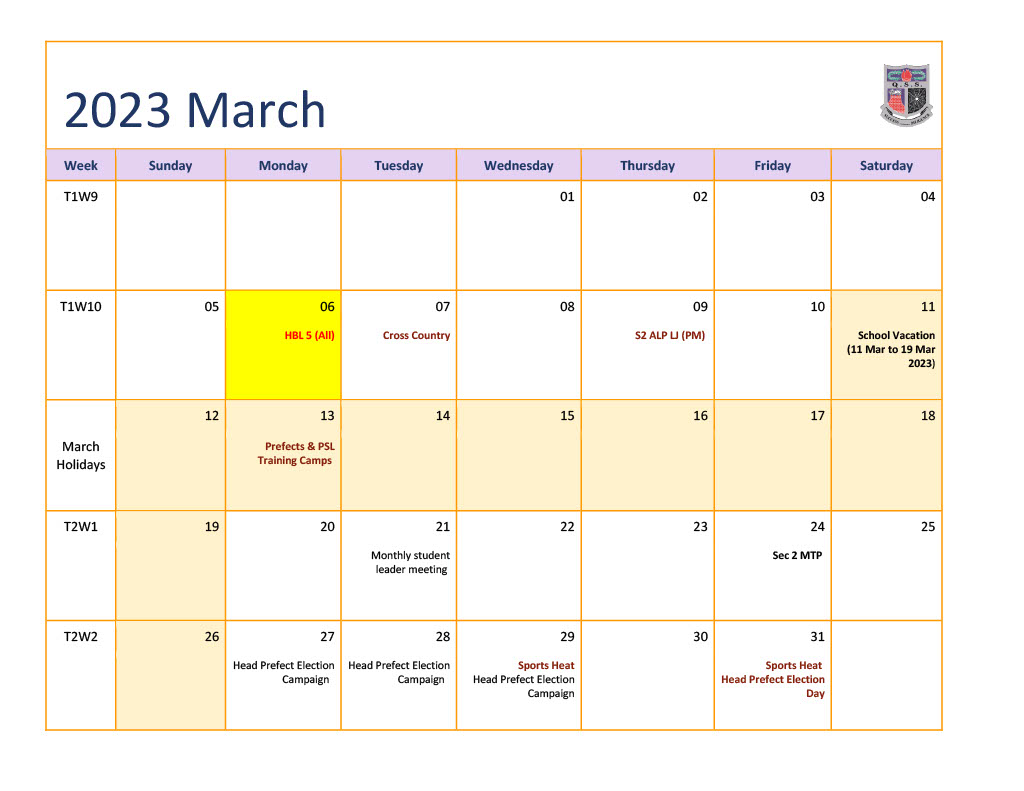 2023 March
Q.S.S.
Week Sunday Monday Tuesday Wednesday Thursday Friday Saturday
T1W9 01 02 03 04
T1W10 05 06 07 08 09 10 11
HBL 5 (All) Cross Country S2 ALP LJ (PM) School Vacation
(11 Mar to 19 Mar
2023)
12 13 14 15 16 17 18
March
Holidays
Prefects & PSL
Training Camps
T2W1 19 20 21 22 23 24 25
Monthly student
leader meeting
Sec 2 MTP
T2W2 26 27 28 29 30 31
Head Prefect Election
Campaign
Head Prefect Election
Campaign
Sports Heat
Head Prefect Election
Campaign
Sports Heat
Head Prefect Election
Day